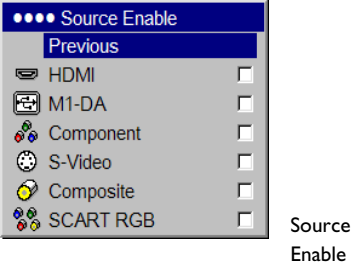 Source Enable
Previous
HDMI
M1-DA
Component
S-Video
Composite
SCART RGB
Source
Enable